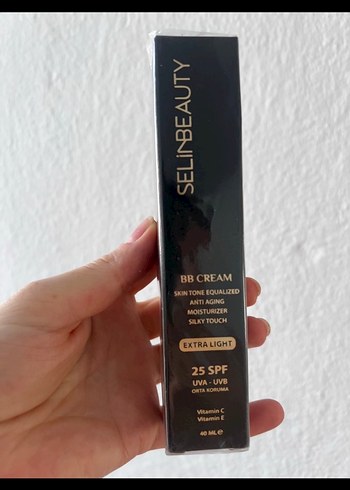 SELINBEAUTY
BB CREAM
SKIN TONE EQUALIZED
ANTI AGING
MOISTURIZER
SILKY TOUCH
EXTRA LIGHT
25 SPF
UVA - UVB
ORTA KORUMA
Vitamin C
Vitamin E
40 ML ℮